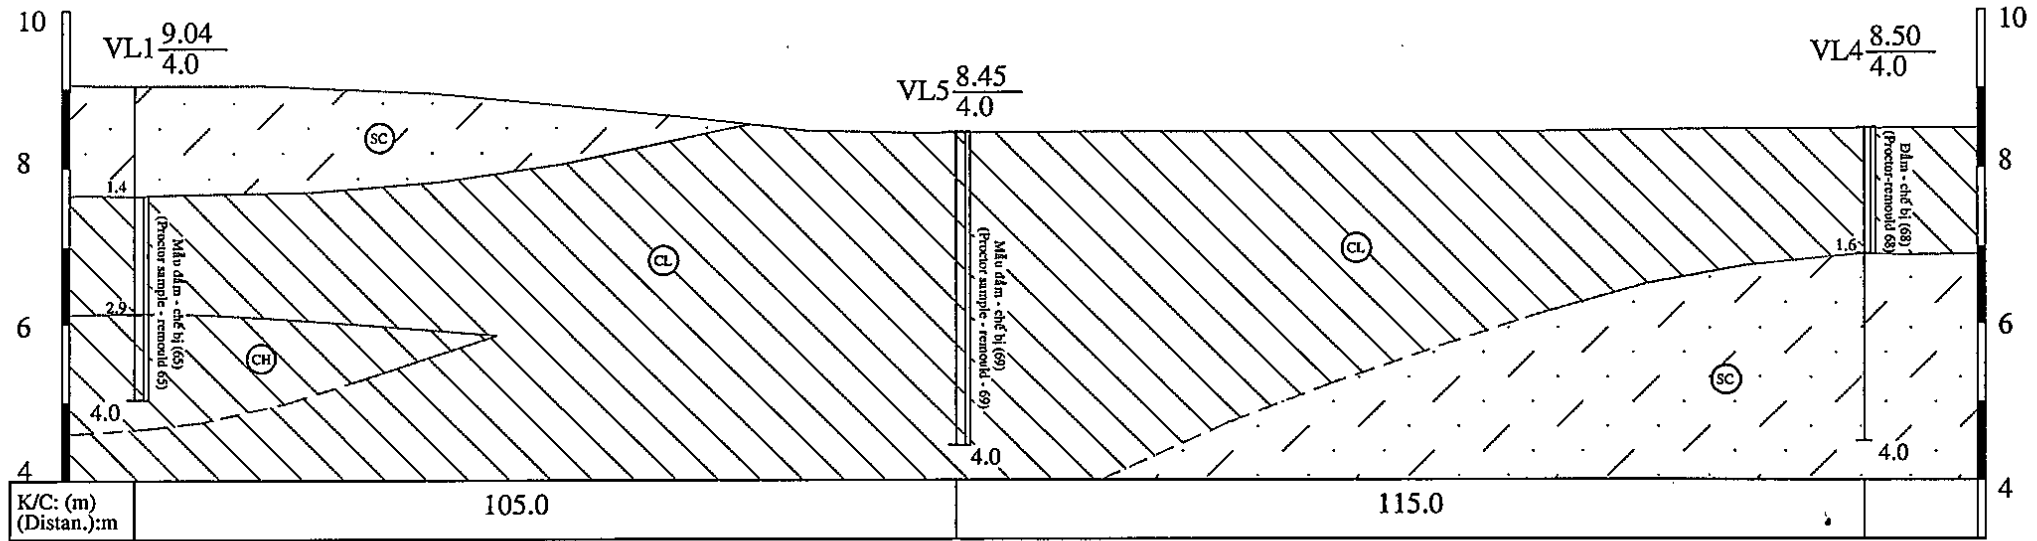 10
10
VL1 9.04
4.0
VL5 8.45
4.0
VL4 8.50
4.0
SC
8
8
1.4
CL
CL
1.6
2.9
6
6
CH
SC
Mẫu đầm - chế bị (65)
(Proctor sample - remould 65)
Mẫu đầm - chế bị (69)
(Proctor sample - remould - 69)
Đầm - chế bị (68)
(Proctor-remould 68)
4.0
4.0
4.0
4
4
K/C: (m)
(Distan.):m
105.0
115.0